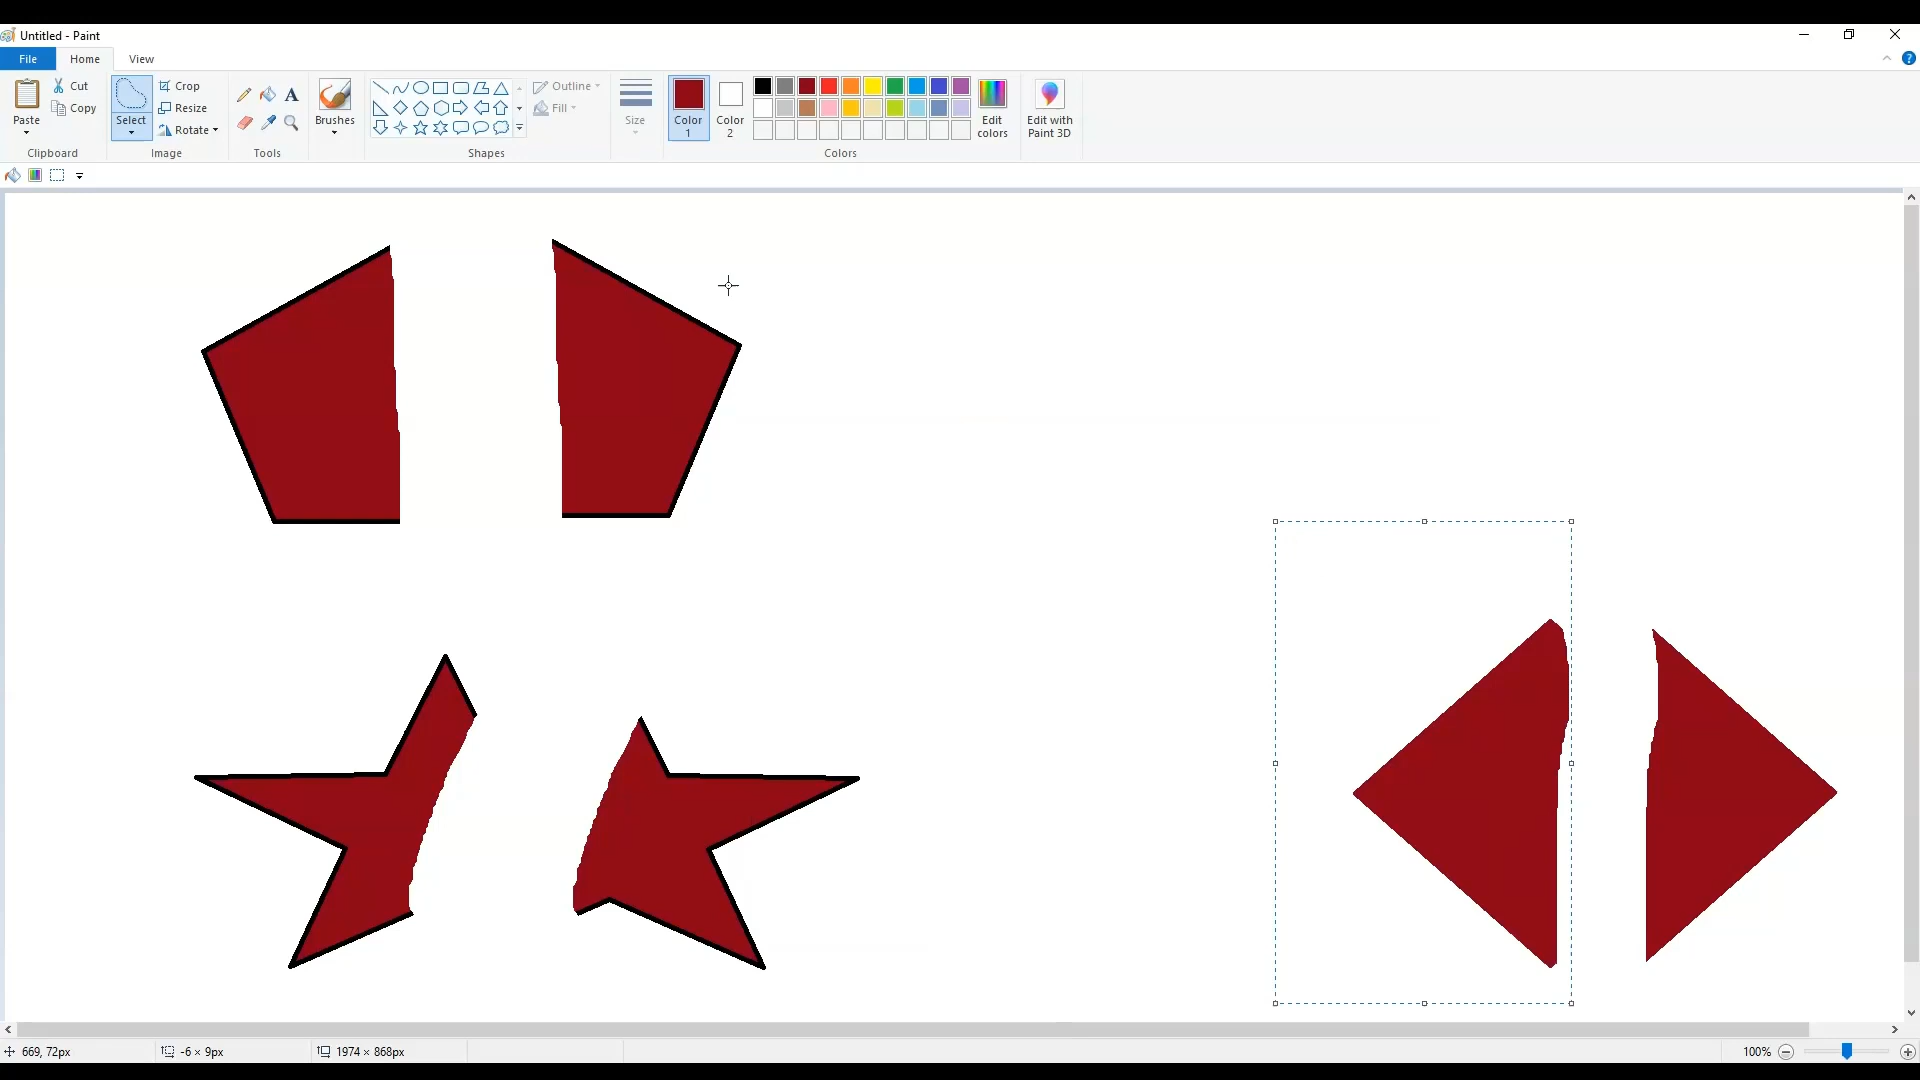 Untitled - Paint
File Home View
Paste
Cut
Copy
Clipboard
Select
Crop
Resize
Rotate
Image
A
Tools
Brushes
Shapes
Outline
Fill
Size
Color 1
Color 2
Colors
Edit colors
Edit with Paint 3D
669, 72px
-6 × 9px
1974 × 868px
100%